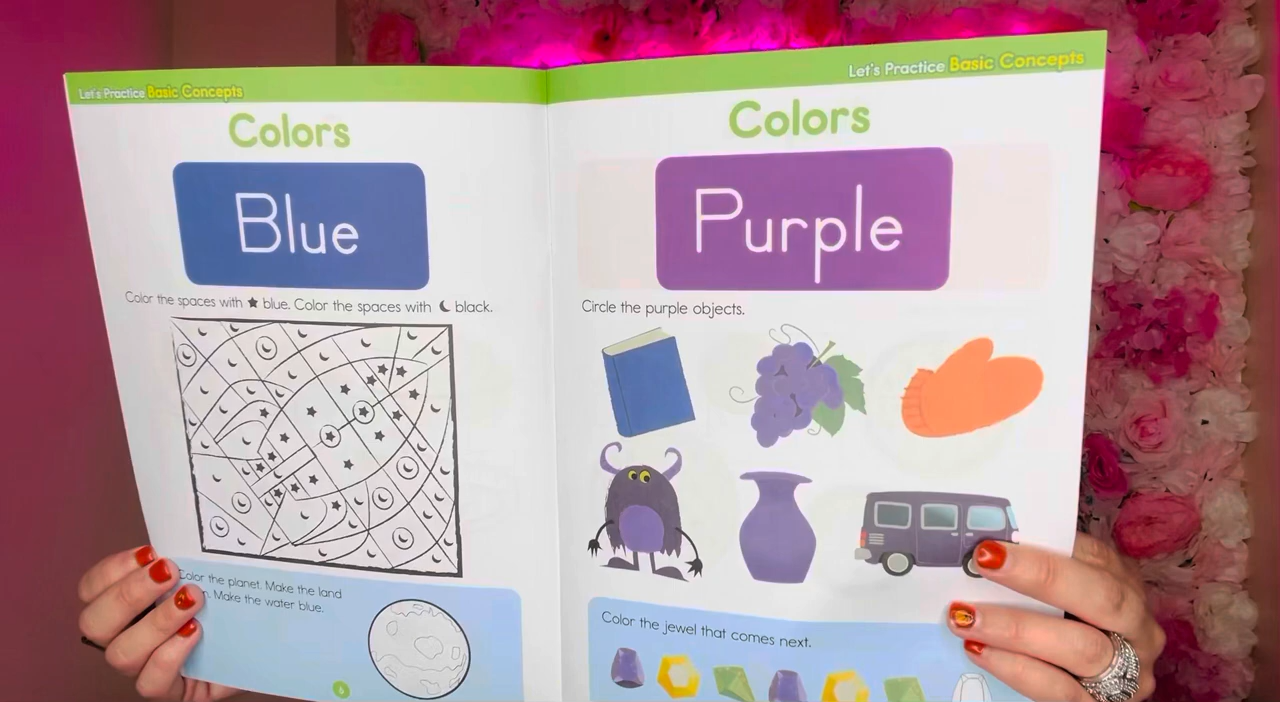 Let's Practice Basic Concepts
Colors
Blue
Color the spaces with blue. Color the spaces with black.
Color the planet. Make the land
Make the water blue.
6
Let's Practice Basic Concepts
Colors
Purple
Circle the purple objects.
Color the jewel that comes next.